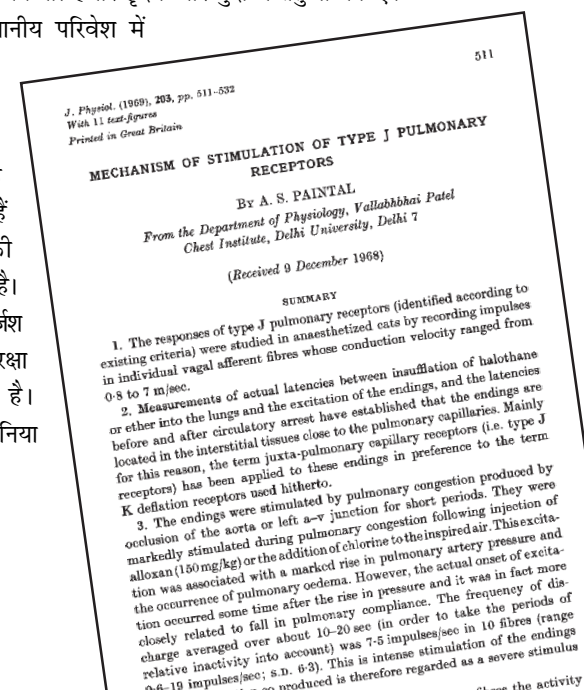 परिवेश में
हैं
की
है।
है।
511
J. Physiol. (1969), 203, pp. 511–532
With 11 text-figures
Printed in Great Britain
MECHANISM OF STIMULATION OF TYPE J PULMONARY
RECEPTORS
BY A. S. PAINTAL
From the Department of Physiology, Vallabhbhai Patel
Chest Institute, Delhi University, Delhi 7
(Received 9 December 1968)
SUMMARY
1. The responses of type J pulmonary receptors (identified according to
existing criteria) were studied in anaesthetized cats by recording impulses
in individual vagal afferent fibres whose conduction velocity ranged from
0·8 to 7 m/sec.
2. Measurements of actual latencies between insufflation of halothane
or ether into the lungs and the excitation of the endings, and the latencies
before and after circulatory arrest have established that the endings are
located in the interstitial tissues close to the pulmonary capillaries. Mainly
for this reason, the term juxta-pulmonary capillary receptors (i.e. type J
receptors) has been applied to these endings in preference to the term
K deflation receptors used hitherto.
3. The endings were stimulated by pulmonary congestion produced by
occlusion of the aorta or left a–v junction for short periods. They were
markedly stimulated during pulmonary congestion following injection of
alloxan (150 mg/kg) or the addition of chlorine to the inspired air. This excita-
tion was associated with a marked rise in pulmonary artery pressure and
the occurrence of pulmonary oedema. However, the actual onset of excita-
tion occurred some time after the rise in pressure and it was in fact more
closely related to fall in pulmonary compliance. The frequency of dis-
charge averaged over about 10–20 sec (in order to take the periods of
relative inactivity into account) was 7·5 impulses/sec in 10 fibres (range
0·6–19 impulses/sec; S.D. 6·3). This is intense stimulation of the endings
so produced is therefore regarded as a severe stimulus
the activity